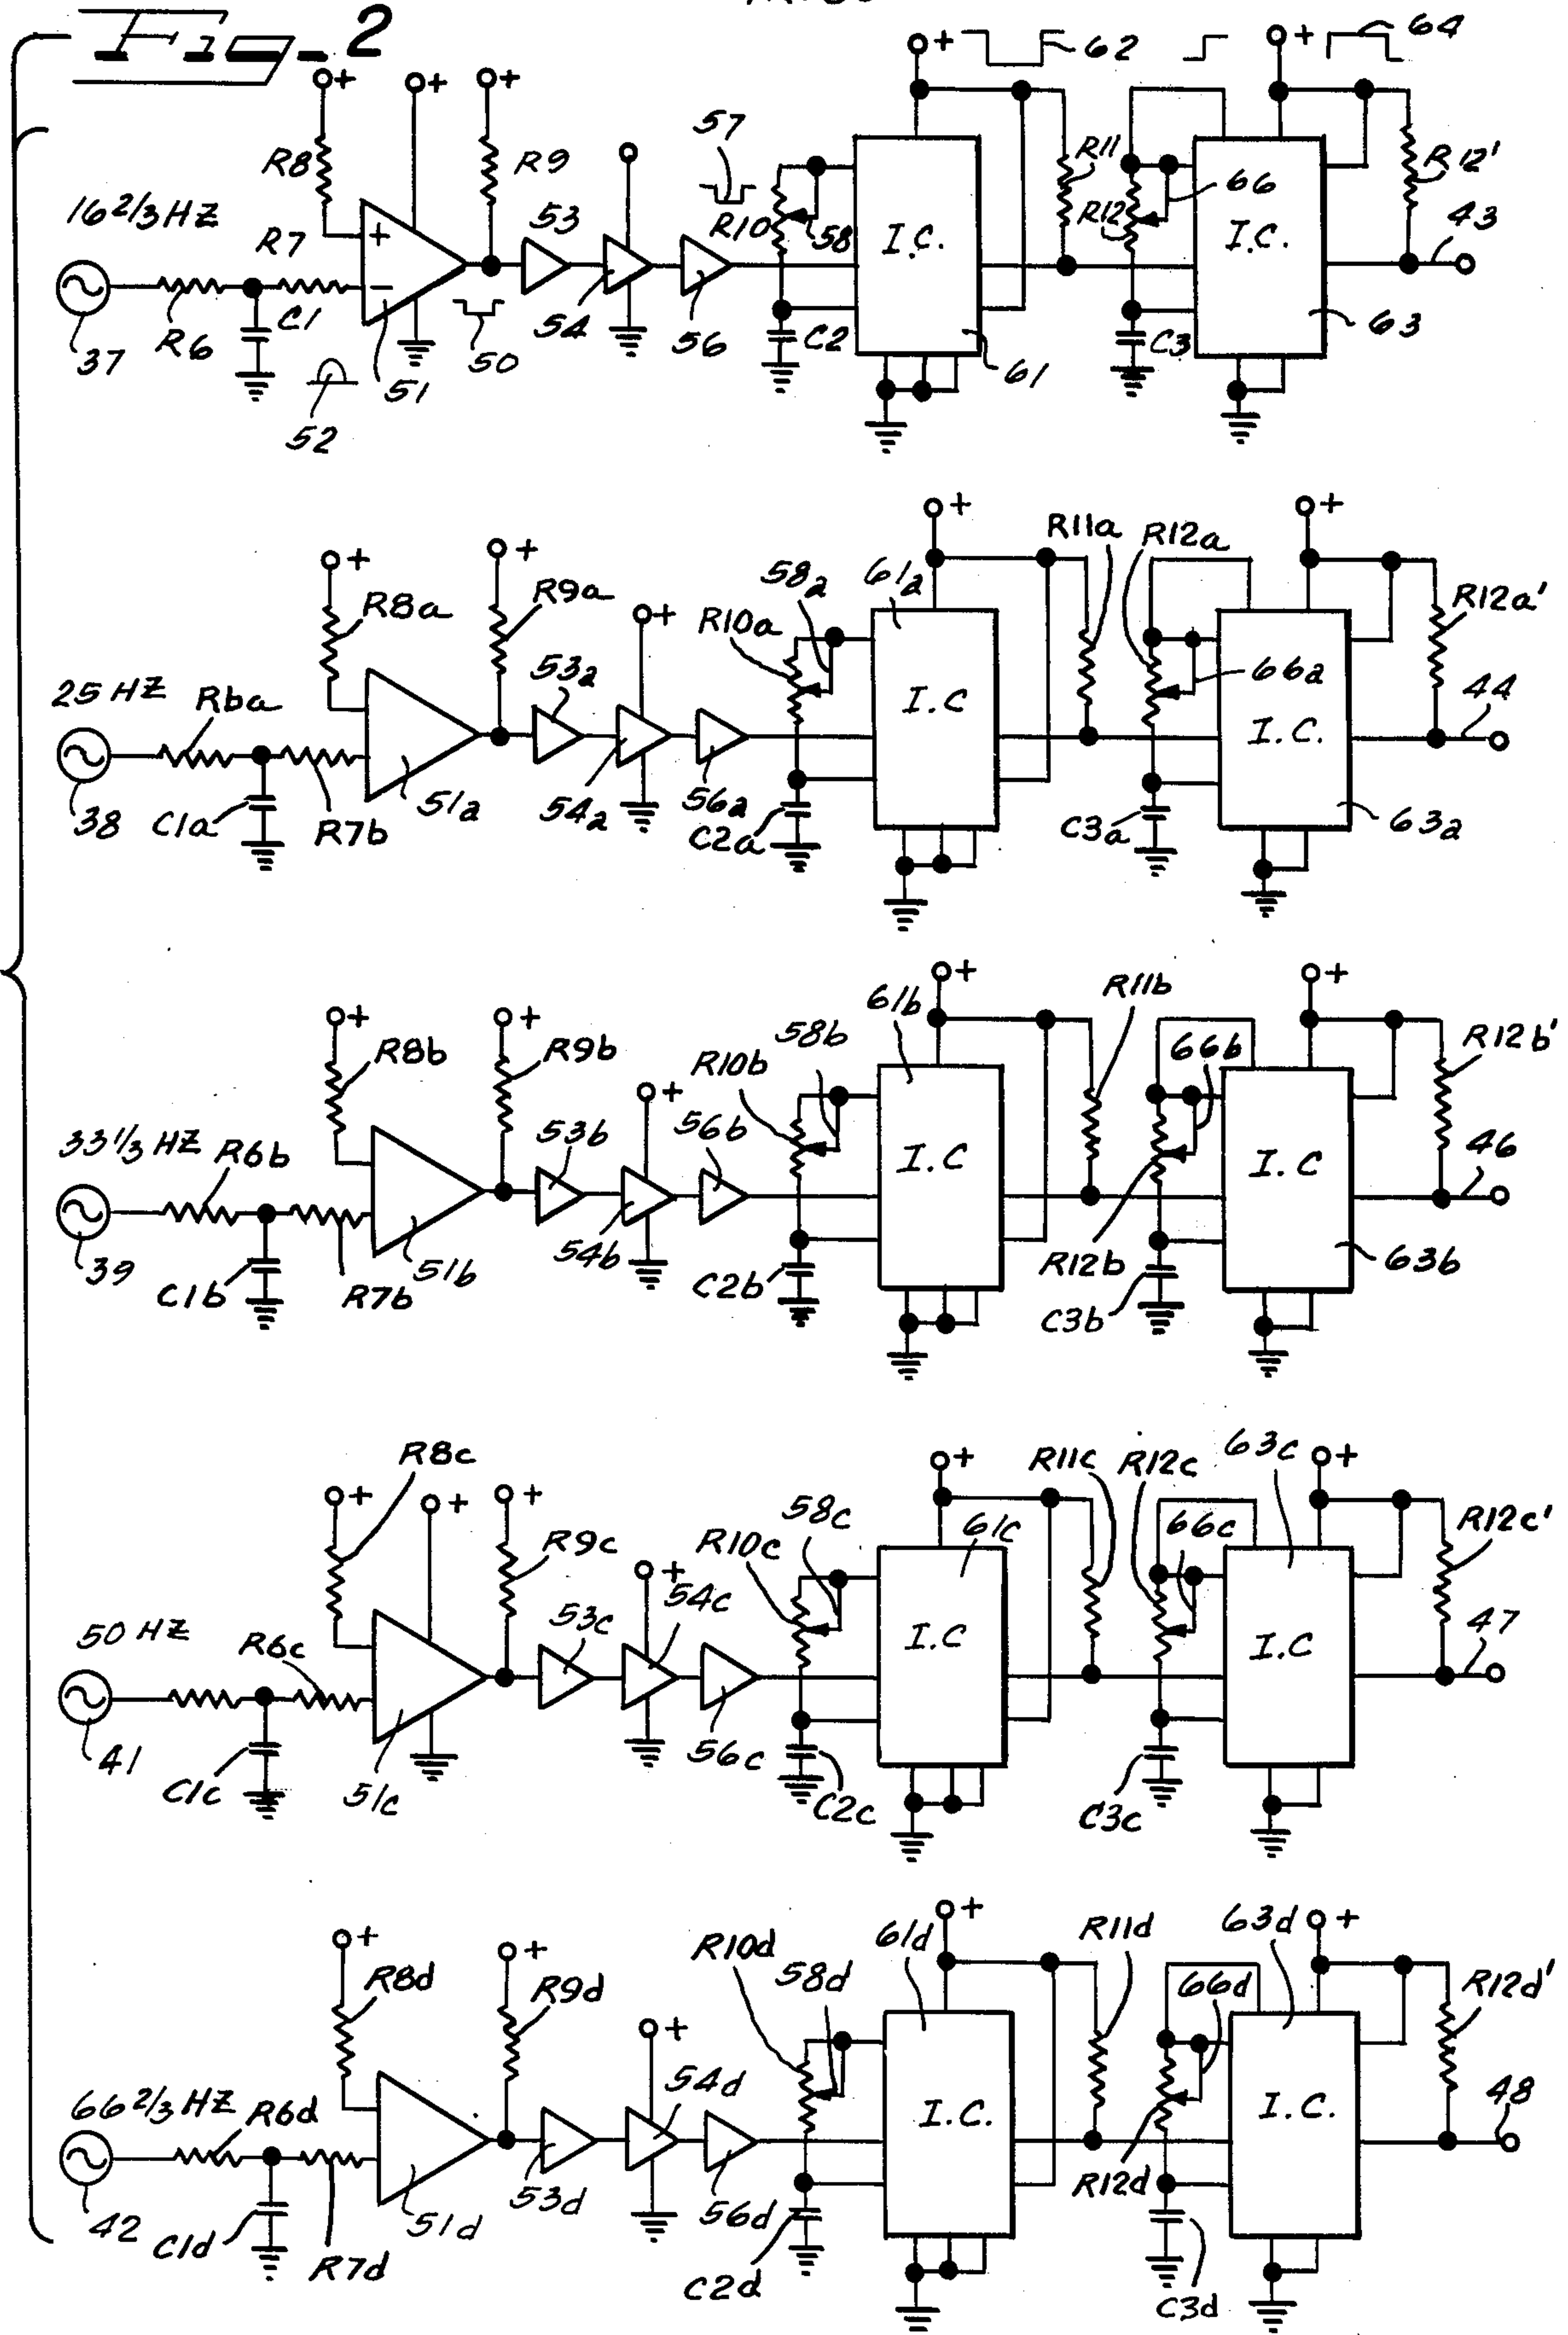 Fig_2
+ + +
+ 62 + 64
57
R8 R9 R11 R12'
16 2/3 HZ 53 66 43
R7 + R10 58 I.C. R12 I.C.
−
37 R6 C1 50 54 56 C2 61 C3 63
51
52
+ +
R11a R12a
+ + 58a 61a
R8a R9a + R10a R12a'
25 HZ Rba 53a I.C 66a 44
I.C.
38 C1a R7b 51a 54a 56a C2a C3a 63a
+ +
61b R11b
+ + 58b 66b R12b'
R8b R9b + R10b
33 1/3 HZ R6b 53b 56b I.C I.C 46
39 C1b R7b 51b 54b C2b R12b C3b 63b
R8c + R11c R12c 63c +
+ + + 58c 61c 66c R12c'
R9c + R10c
50 HZ R6c 53c 54c I.C I.C 47
41 C1c 51c 56c C2c C3c
+ R11d 63d +
+ + R10d 58d 61d 66d R12d'
R8d R9d +
66 2/3 HZ R6d 54d I.C. I.C. 48
42 C1d R7d 51d 53d 56d C2d R12d C3d